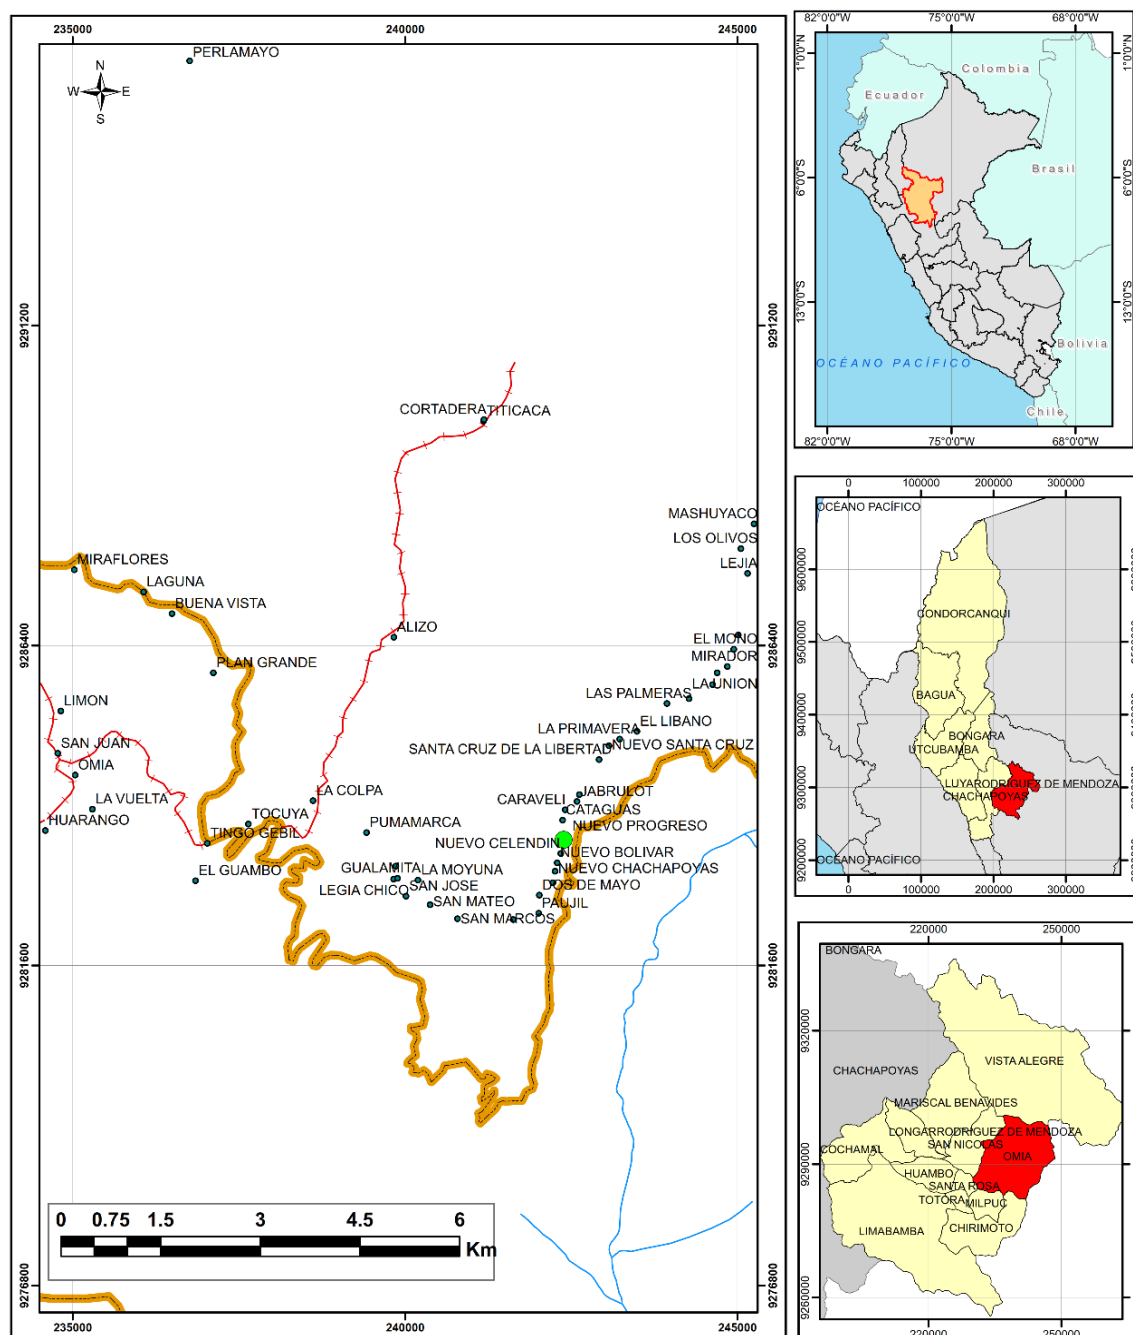 235000
240000
245000
PERLAMAYO
N
W
E
S
9291200
9291200
CORTADERA
TITICACA
MASHUYACO
LOS OLIVOS
LEJIA
MIRAFLORES
LAGUNA
BUENA VISTA
ALIZO
9286400
9286400
EL MONO
MIRADOR
PLAN GRANDE
LA UNION
LAS PALMERAS
LIMON
EL LIBANO
LA PRIMAVERA
SANTA CRUZ DE LA LIBERTAD
NUEVO SANTA CRUZ
SAN JUAN
OMIA
LA COLPA
JABRULOT
CARAVELI
LA VUELTA
CATAGUAS
HUARANGO
TOCUYA
PUMAMARCA
NUEVO PROGRESO
TINGO GEBIL
NUEVO CELENDIN
NUEVO BOLIVAR
EL GUAMBO
GUALAMITA
LA MOYUNA
NUEVO CHACHAPOYAS
LEGIA CHICO
SAN JOSE
DOS DE MAYO
SAN MATEO
PAUJIL
SAN MARCOS
9281600
9281600
0 0.75 1.5 3 4.5 6
Km
9276800
9276800
235000
240000
245000
82°0'0"W
75°0'0"W
68°0'0"W
1°0'0"N
1°0'0"N
Colombia
Ecuador
Brasil
6°0'0"S
6°0'0"S
13°0'0"S
13°0'0"S
Bolivia
OCÉANO PACÍFICO
Chile
82°0'0"W
75°0'0"W
68°0'0"W
0
100000
200000
300000
OCÉANO PACÍFICO
9600000
CONDORCANQUI
9500000
BAGUA
9400000
BONGARA
UTCUBAMBA
LUYA
RODRIGUEZ DE MENDOZA
CHACHAPOYAS
9300000
OCÉANO PACÍFICO
9200000
0
100000
200000
300000
220000
250000
BONGARA
9320000
VISTA ALEGRE
CHACHAPOYAS
MARISCAL BENAVIDES
LONGAR
RODRIGUEZ DE MENDOZA
SAN NICOLAS
COCHAMAL
OMIA
9290000
HUAMBO
SANTA ROSA
TOTORA
MILPUC
LIMABAMBA
CHIRIMOTO
9260000
220000
250000